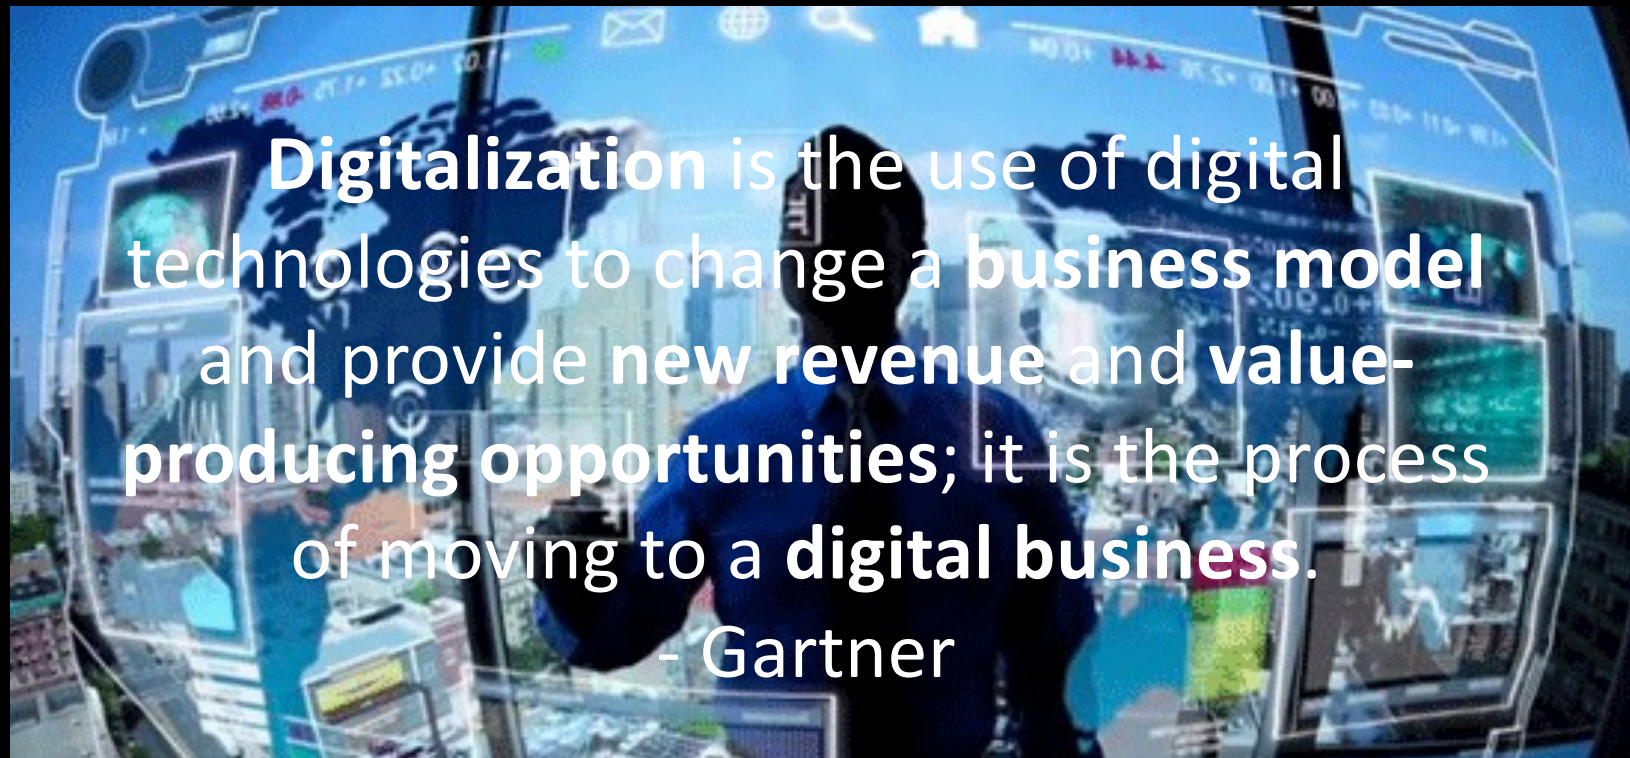 Digitalization is the use of digital
technologies to change a business model
and provide new revenue and value-
producing opportunities; it is the process
of moving to a digital business.
- Gartner